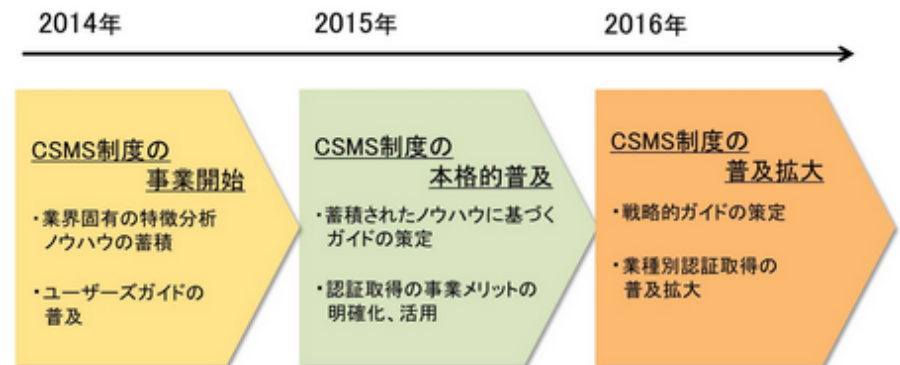 2014年
2015年
2016年
CSMS制度の
事業開始
・業界固有の特徴分析
ノウハウの蓄積
・ユーザーズガイドの
普及
CSMS制度の
本格的普及
・蓄積されたノウハウに基づく
ガイドの策定
・認証取得の事業メリットの
明確化、活用
CSMS制度の
普及拡大
・戦略的ガイドの策定
・業種別認証取得の
普及拡大